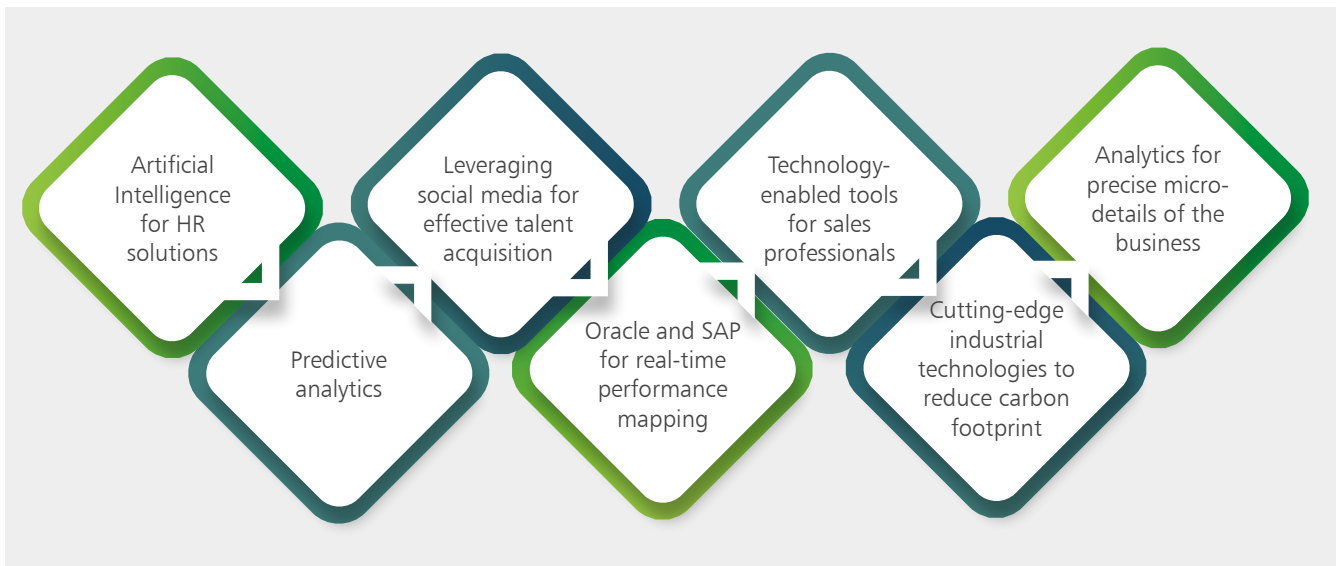 Artificial
Intelligence
for HR
solutions
Predictive
analytics
Leveraging
social media for
effective talent
acquisition
Oracle and SAP
for real-time
performance
mapping
Technology-
enabled tools
for sales
professionals
Cutting-edge
industrial
technologies to
reduce carbon
footprint
Analytics for
precise micro-
details of the
business